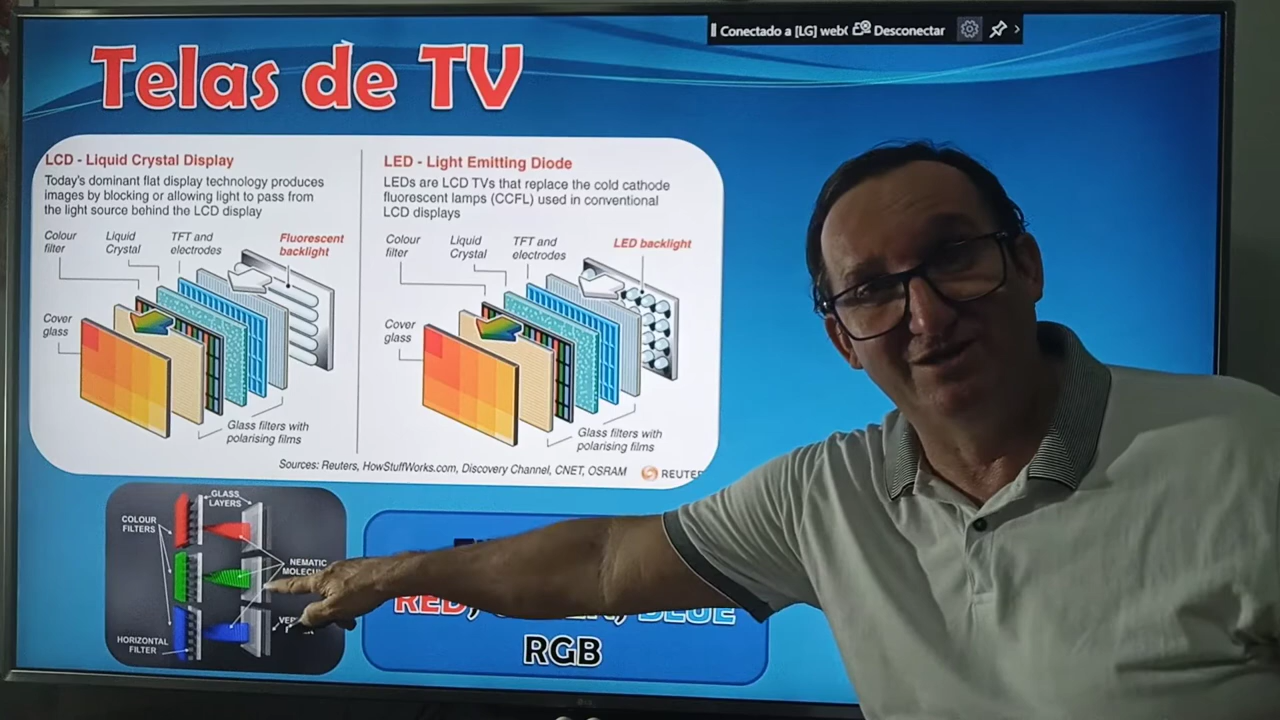 Conectado a [LG] web
Desconectar
Telas de TV
LCD - Liquid Crystal Display
Today's dominant flat display technology produces
images by blocking or allowing light to pass from
the light source behind the LCD display
Colour
filter
Liquid
Crystal
TFT and
electrodes
Fluorescent
backlight
Cover
glass
Glass filters with
polarising films
LED - Light Emitting Diode
LEDs are LCD TVs that replace the cold cathode
fluorescent lamps (CCFL) used in conventional
LCD displays
Colour
filter
Liquid
Crystal
TFT and
electrodes
LED backlight
Cover
glass
Glass filters with
polarising films
Sources: Reuters, HowStuffWorks.com, Discovery Channel, CNET, OSRAM
REUTE
GLASS
LAYERS
COLOUR
FILTERS
NEMATIC
MOLECU
HORIZONTAL
FILTER
VE
RED, BLUE
RGB
LG